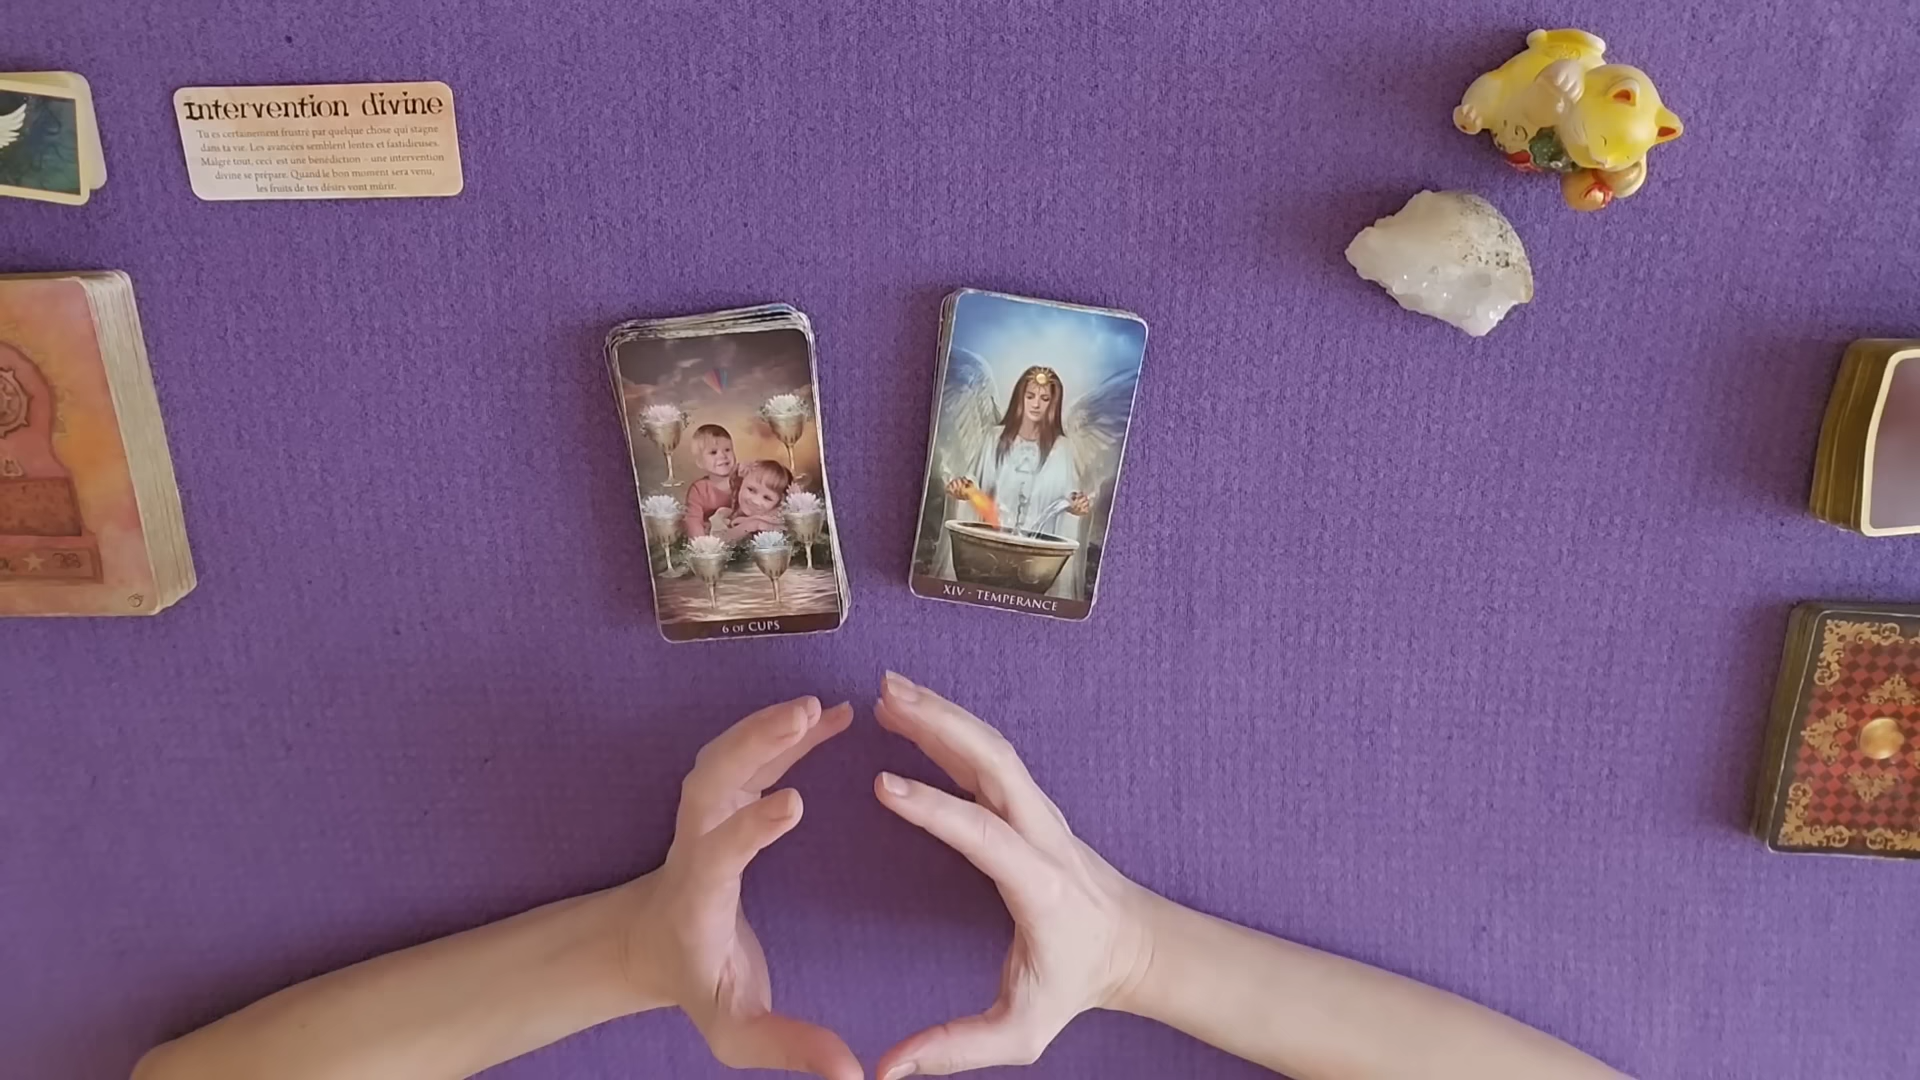 Intervention divine
Tu es certainement frustré par quelque chose qui stagne
dans ta vie. Les avancées semblent lentes et fastidieuses.
Malgré tout, ceci est une bénédiction – une intervention
divine se prépare. Quand le bon moment sera venu,
les fruits de tes désirs vont mûrir.
6 OF CUPS
XIV - TEMPERANCE